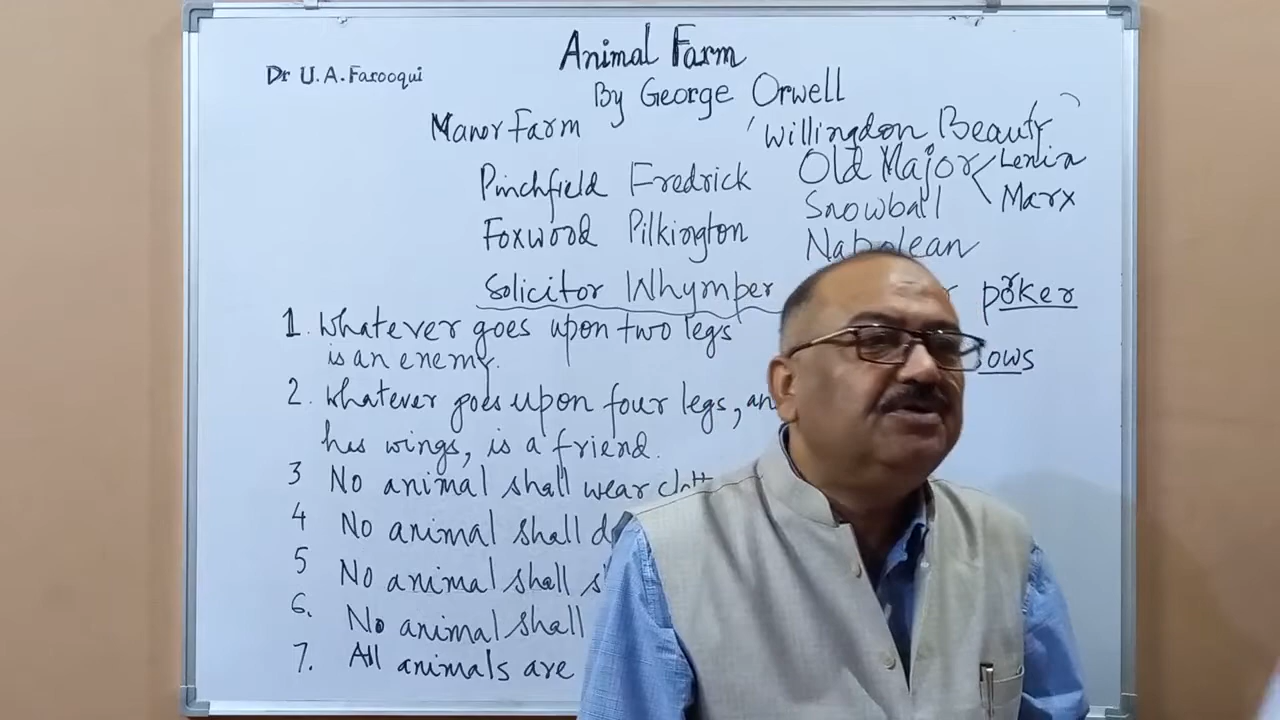 Animal Farm
Dr U.A. Farooqui
By George Orwell
Manor Farm 'Willingdon Beauty
Pinchfield Fredrick Old Major Lenin
Snowball Marx
Foxwood Pilkington Napolean
Solicitor Whymper poker
1. Whatever goes upon two legs
is an enemy.
2. Whatever goes upon four legs,
has wings, is a friend.
3 No animal shall wear
4 No animal shall
5 No animal shall
6. No animal shall
7. All animals are